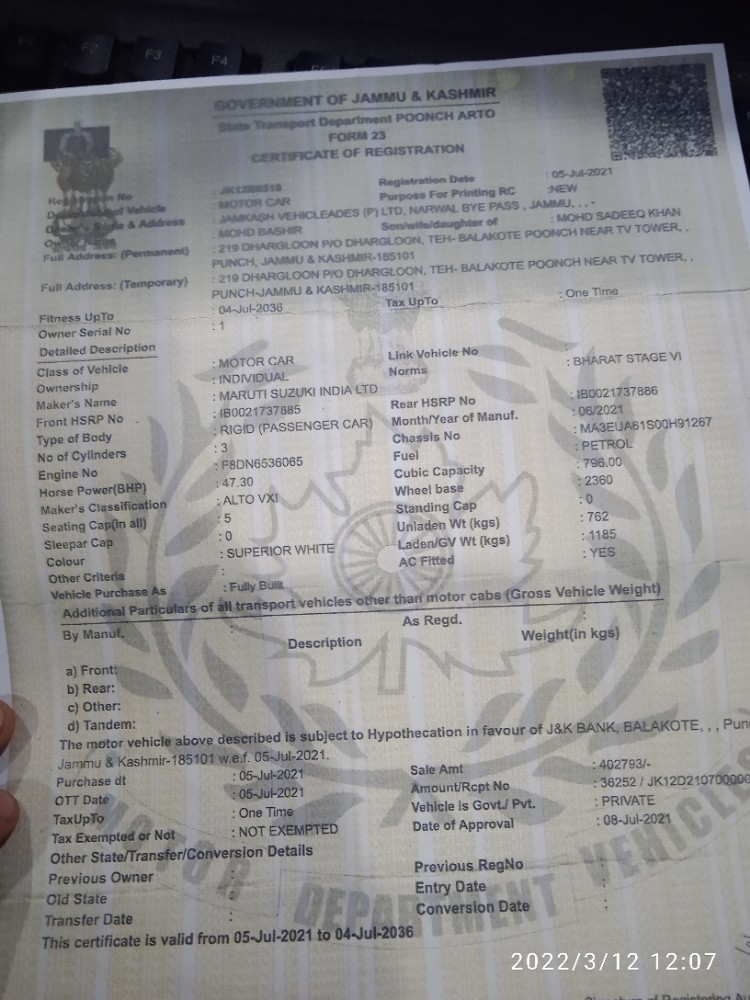 F1 F2 F3 F4
GOVERNMENT OF JAMMU & KASHMIR
State Transport Department POONCH ARTO
FORM 23
CERTIFICATE OF REGISTRATION
Registration Date : 05-Jul-2021
: MOTOR CAR Purpose For Printing RC :NEW
: JAMKASH VEHICLEADES (P) LTD, NARWAL BYE PASS , JAMMU, , , -
: MOHD BASHIR Son/wife/daughter of : MOHD SADEEQ KHAN
Full Address: (Permanent) : 219 DHARGLOON P/O DHARGLOON, TEH- BALAKOTE POONCH NEAR TV TOWER, ,
PUNCH, JAMMU & KASHMIR-185101
Full Address: (Temporary) : 219 DHARGLOON P/O DHARGLOON, TEH- BALAKOTE POONCH NEAR TV TOWER, ,
PUNCH-JAMMU & KASHMIR-185101
Fitness UpTo : 04-Jul-2036 Tax UpTo : One Time
Owner Serial No : 1
Detailed Description
Class of Vehicle : MOTOR CAR Link Vehicle No :
Ownership : INDIVIDUAL Norms : BHARAT STAGE VI
Maker's Name : MARUTI SUZUKI INDIA LTD
Front HSRP No : IB0021737885 Rear HSRP No : IB0021737886
Type of Body : RIGID (PASSENGER CAR) Month/Year of Manuf. : 06/2021
No of Cylinders : 3 Chassis No : MA3EUA61S00H91267
Engine No : F8DN6536065 Fuel : PETROL
Horse Power(BHP) : 47.30 Cubic Capacity : 796.00
Maker's Classification : ALTO VXI Wheel base : 2360
Seating Cap(in all) : 5 Standing Cap : 0
Sleepar Cap : 0 Unladen Wt (kgs) : 762
Colour : SUPERIOR WHITE Laden/GV Wt (kgs) : 1185
Other Criteria : AC Fitted : YES
Vehicle Purchase As : Fully Built
Additional Particulars of all transport vehicles other than motor cabs (Gross Vehicle Weight)
By Manuf. : As Regd. :
Description Weight(in kgs)
a) Front:
b) Rear:
c) Other:
d) Tandem:
The motor vehicle above described is subject to Hypothecation in favour of J&K BANK, BALAKOTE, , ,
Jammu & Kashmir-185101 w.e.f. 05-Jul-2021.
Purchase dt : 05-Jul-2021 Sale Amt : 402793/-
OTT Date : 05-Jul-2021 Amount/Rcpt No : 36252 / JK12D210700000
TaxUpTo : One Time Vehicle is Govt./ Pvt. : PRIVATE
Tax Exempted or Not : NOT EXEMPTED Date of Approval : 08-Jul-2021
Other State/Transfer/Conversion Details
Previous Owner : Previous RegNo :
Old State : Entry Date :
Transfer Date : Conversion Date :
This certificate is valid from 05-Jul-2021 to 04-Jul-2036
MOTOR DEPARTMENT VEHICLES
2022/3/12 12:07